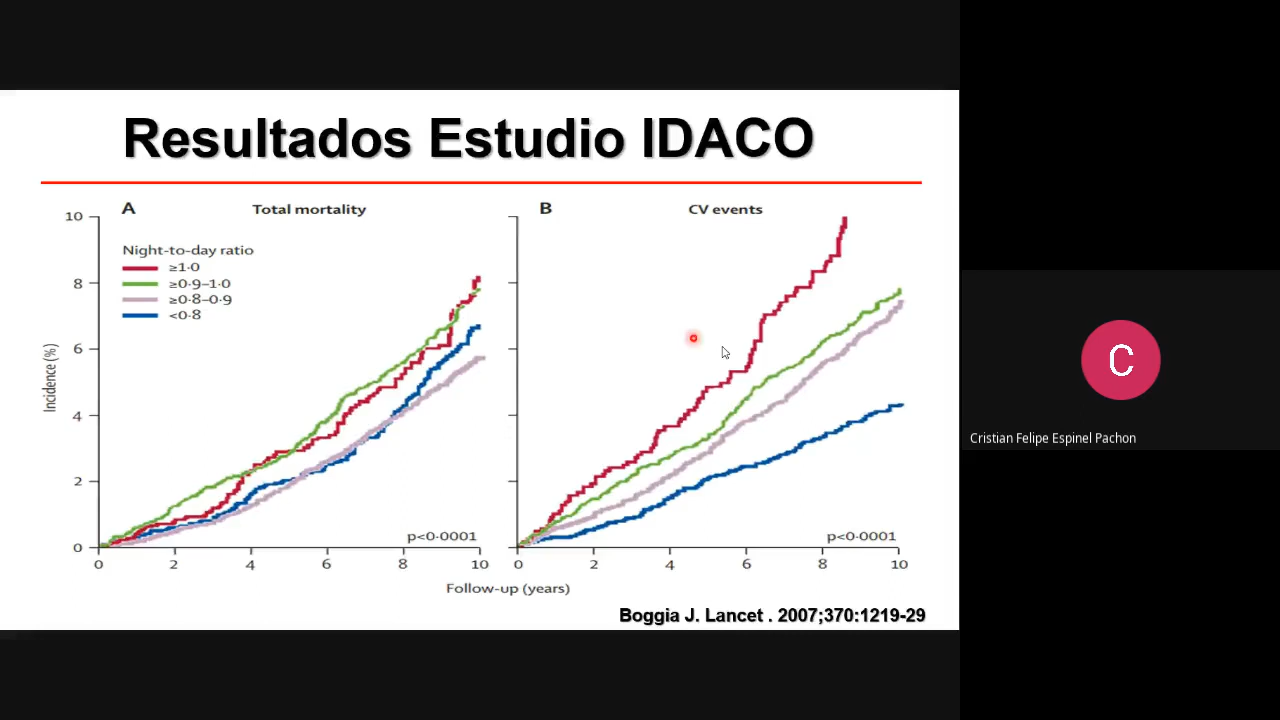 Resultados Estudio IDACO
A
Total mortality
B
CV events
Night-to-day ratio
≥1·0
≥0·9–1·0
≥0·8–0·9
<0·8
Incidence (%)
10
8
6
4
2
0
p<0·0001
p<0·0001
0 2 4 6 8 10
0 2 4 6 8 10
Follow-up (years)
Boggia J. Lancet . 2007;370:1219-29
C
Cristian Felipe Espinel Pachon